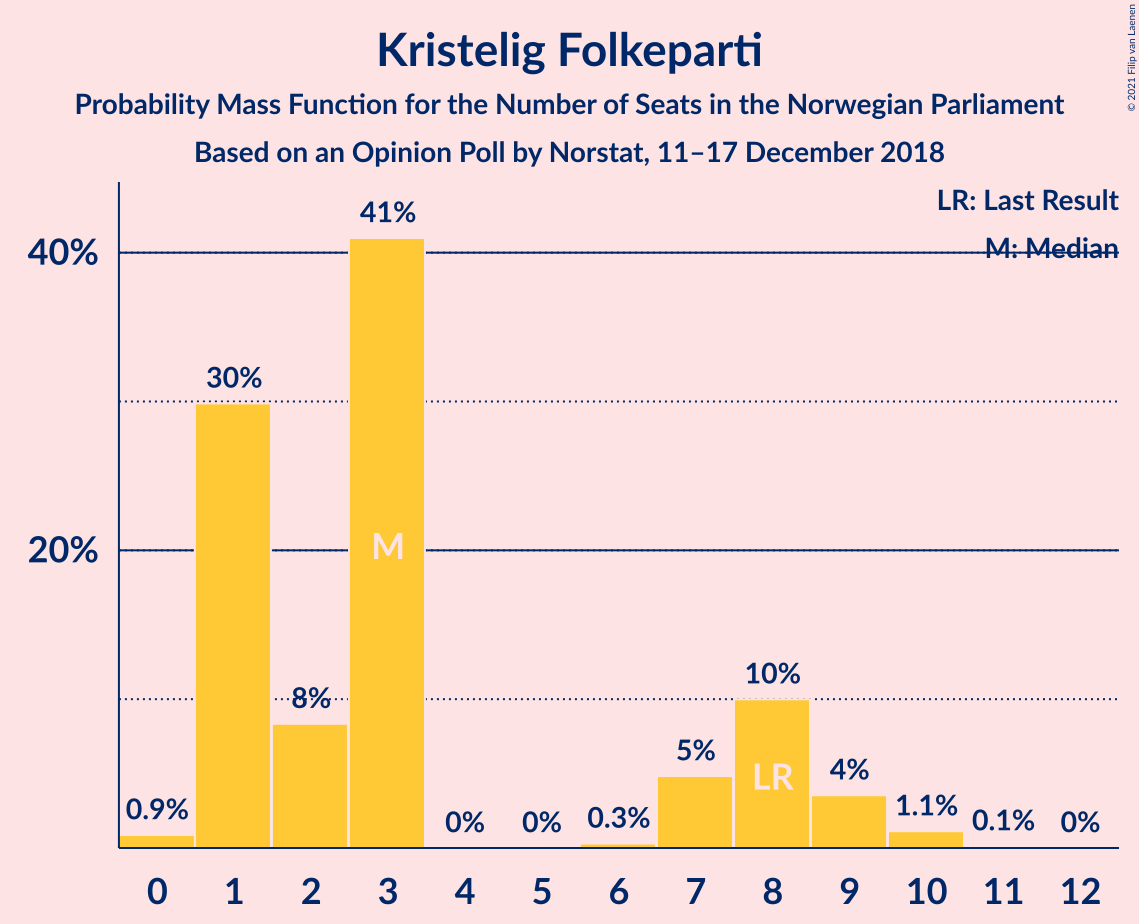 Kristelig Folkeparti
Probability Mass Function for the Number of Seats in the Norwegian Parliament
Based on an Opinion Poll by Norstat, 11–17 December 2018
© 2021 Filip van Laenen
LR: Last Result
M: Median
40%
20%
0.9%
30%
8%
41%
0%
0%
0.3%
5%
10%
4%
1.1%
0.1%
0%
M
LR
0 1 2 3 4 5 6 7 8 9 10 11 12